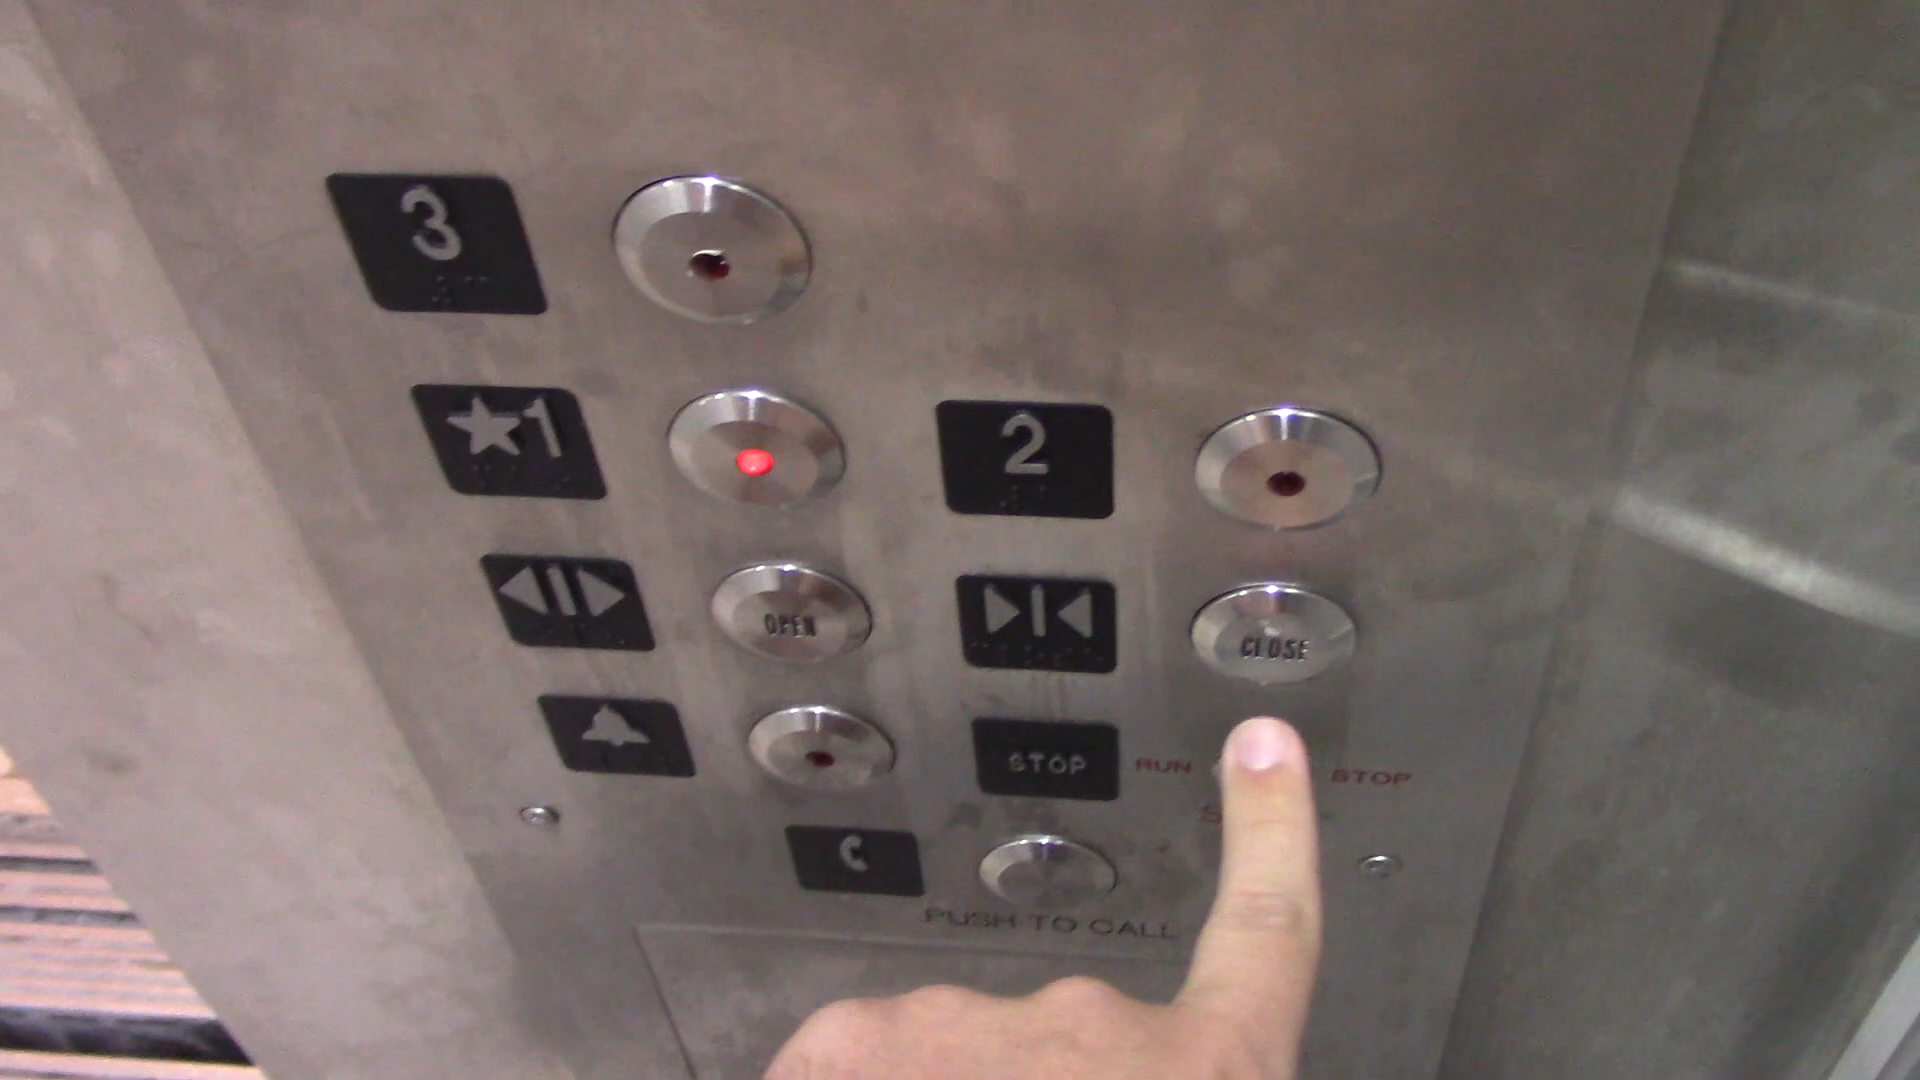 3
★1
2
OPEN
CLOSE
STOP
RUN
STOP
PUSH TO CALL